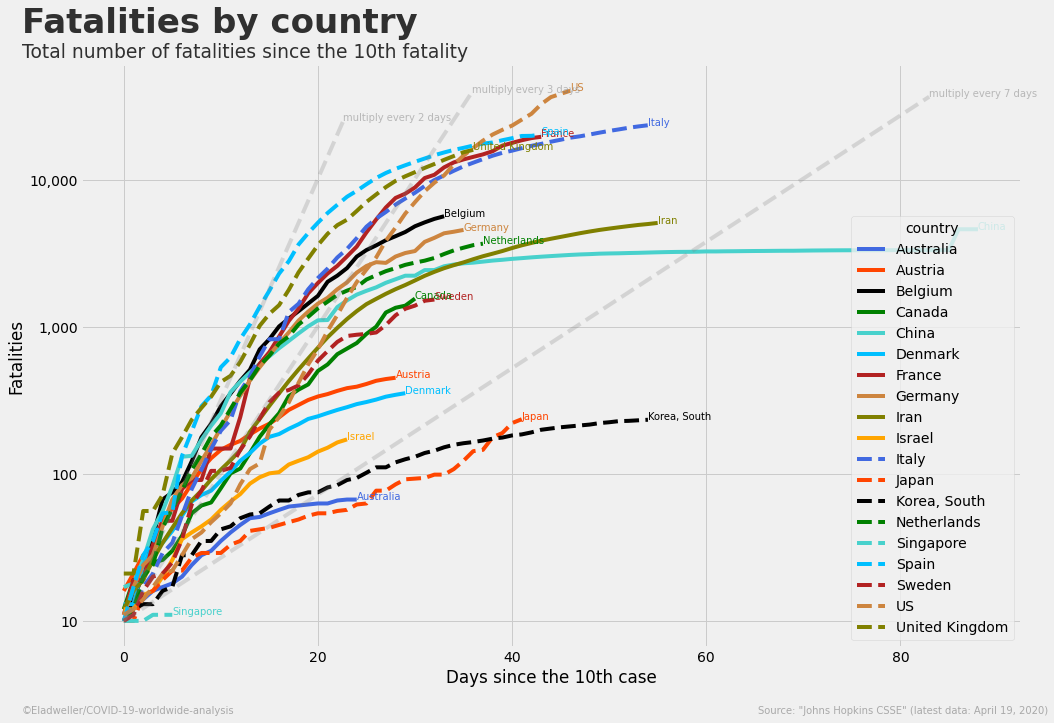 Fatalities by country
Total number of fatalities since the 10th fatality
multiply every 2 days
multiply every 3 days
US
multiply every 7 days
Italy
Spain
France
United Kingdom
10,000
Belgium
Germany
Netherlands
Iran
China
Canada
Sweden
1,000
Austria
Denmark
Japan
Korea, South
Israel
100
Australia
Singapore
10
Fatalities
0
20
40
60
80
Days since the 10th case
country
Australia
Austria
Belgium
Canada
China
Denmark
France
Germany
Iran
Israel
Italy
Japan
Korea, South
Netherlands
Singapore
Spain
Sweden
US
United Kingdom
©Eladweller/COVID-19-worldwide-analysis
Source: "Johns Hopkins CSSE" (latest data: April 19, 2020)